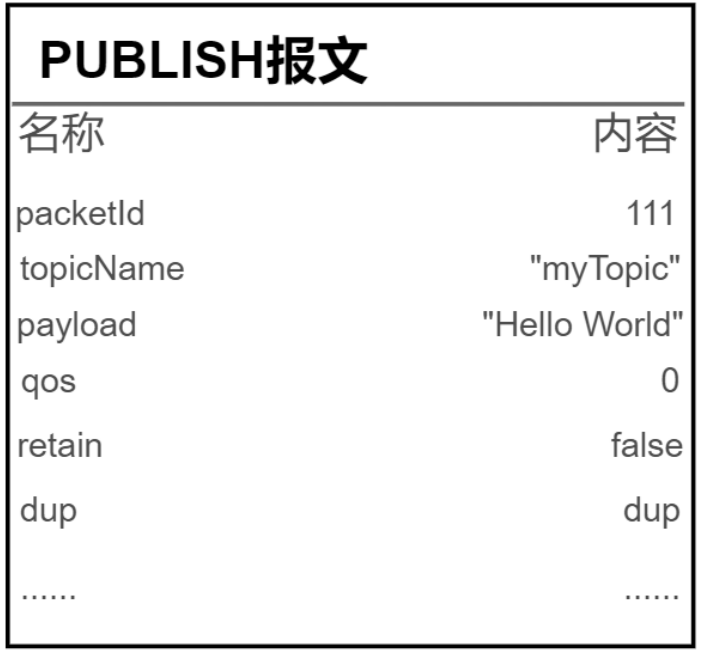 PUBLISH报文
名称 内容
packetId 111
topicName "myTopic"
payload "Hello World"
qos 0
retain false
dup dup
...... ......